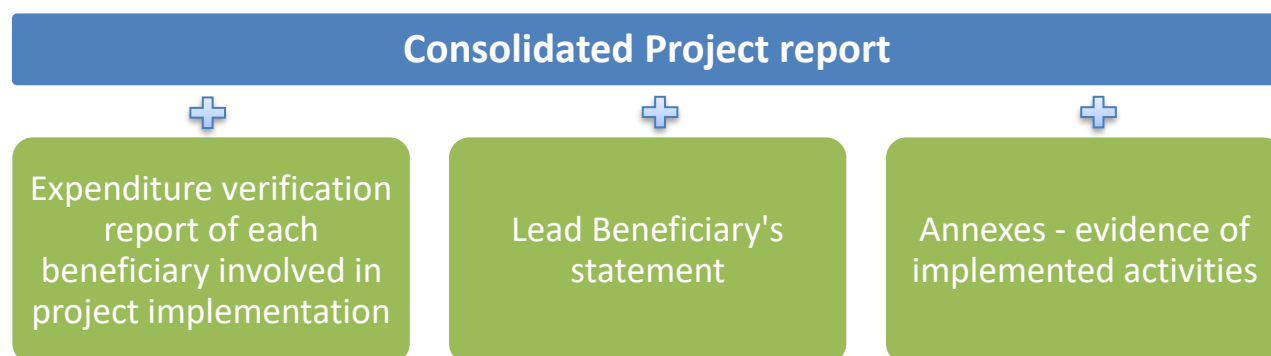 Consolidated Project report
Expenditure verification
report of each
beneficiary involved in
project implementation
Lead Beneficiary's
statement
Annexes - evidence of
implemented activities